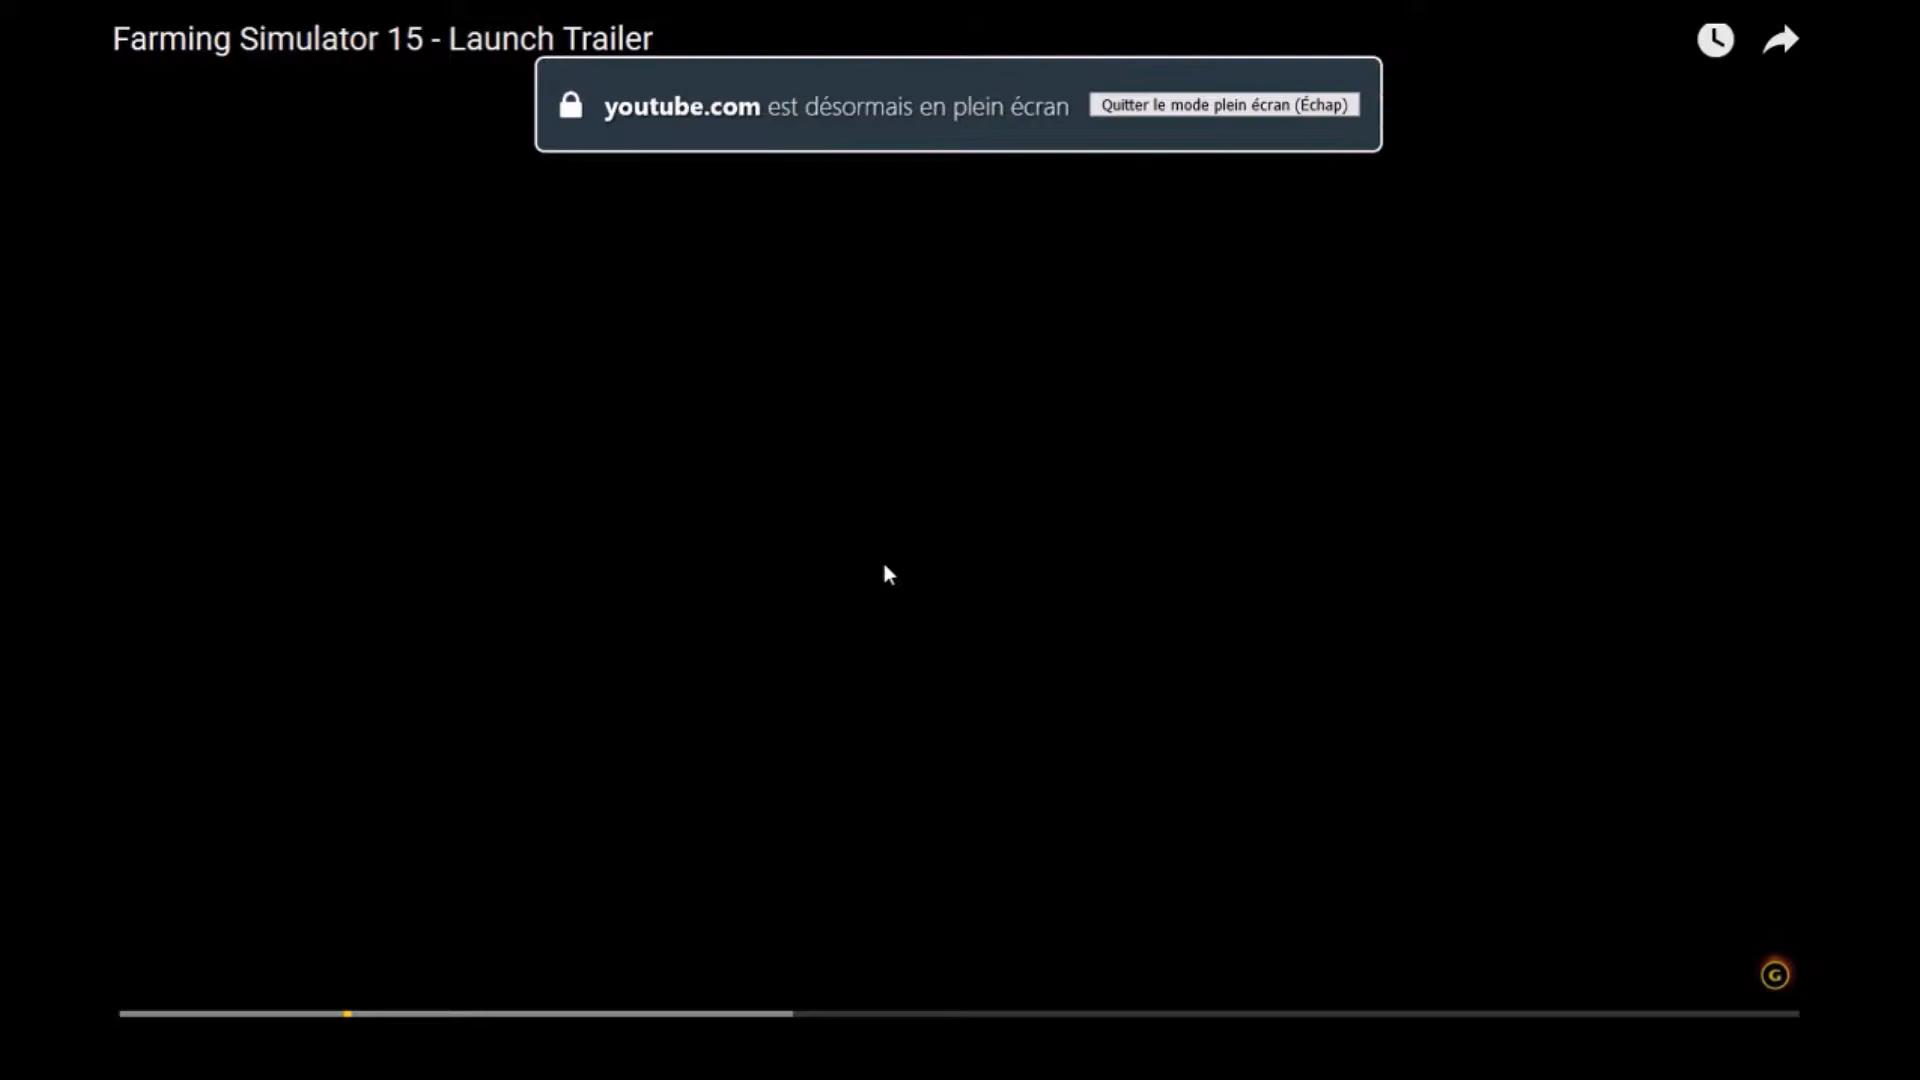 Farming Simulator 15 - Launch Trailer
youtube.com est désormais en plein écran
Quitter le mode plein écran (Échap)
G